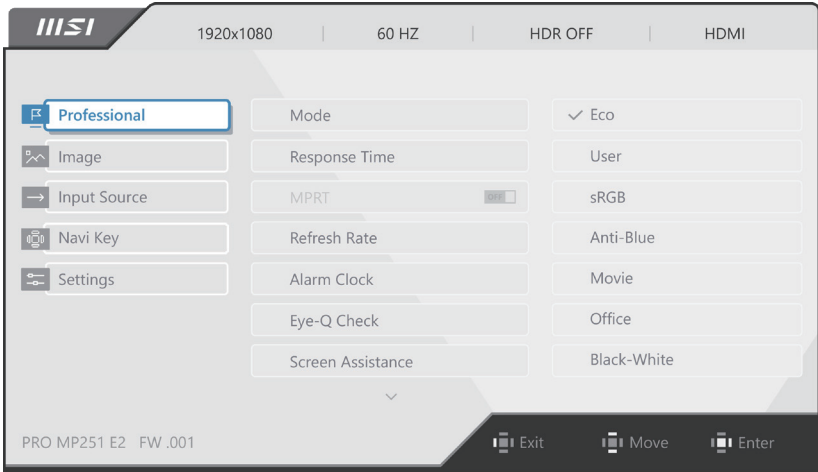 msi
1920x1080 60 HZ HDR OFF HDMI
Professional Mode Eco
Image Response Time User
Input Source MPRT OFF sRGB
Navi Key Refresh Rate Anti-Blue
Settings Alarm Clock Movie
Eye-Q Check Office
Screen Assistance Black-White
PRO MP251 E2 FW .001 Exit Move Enter